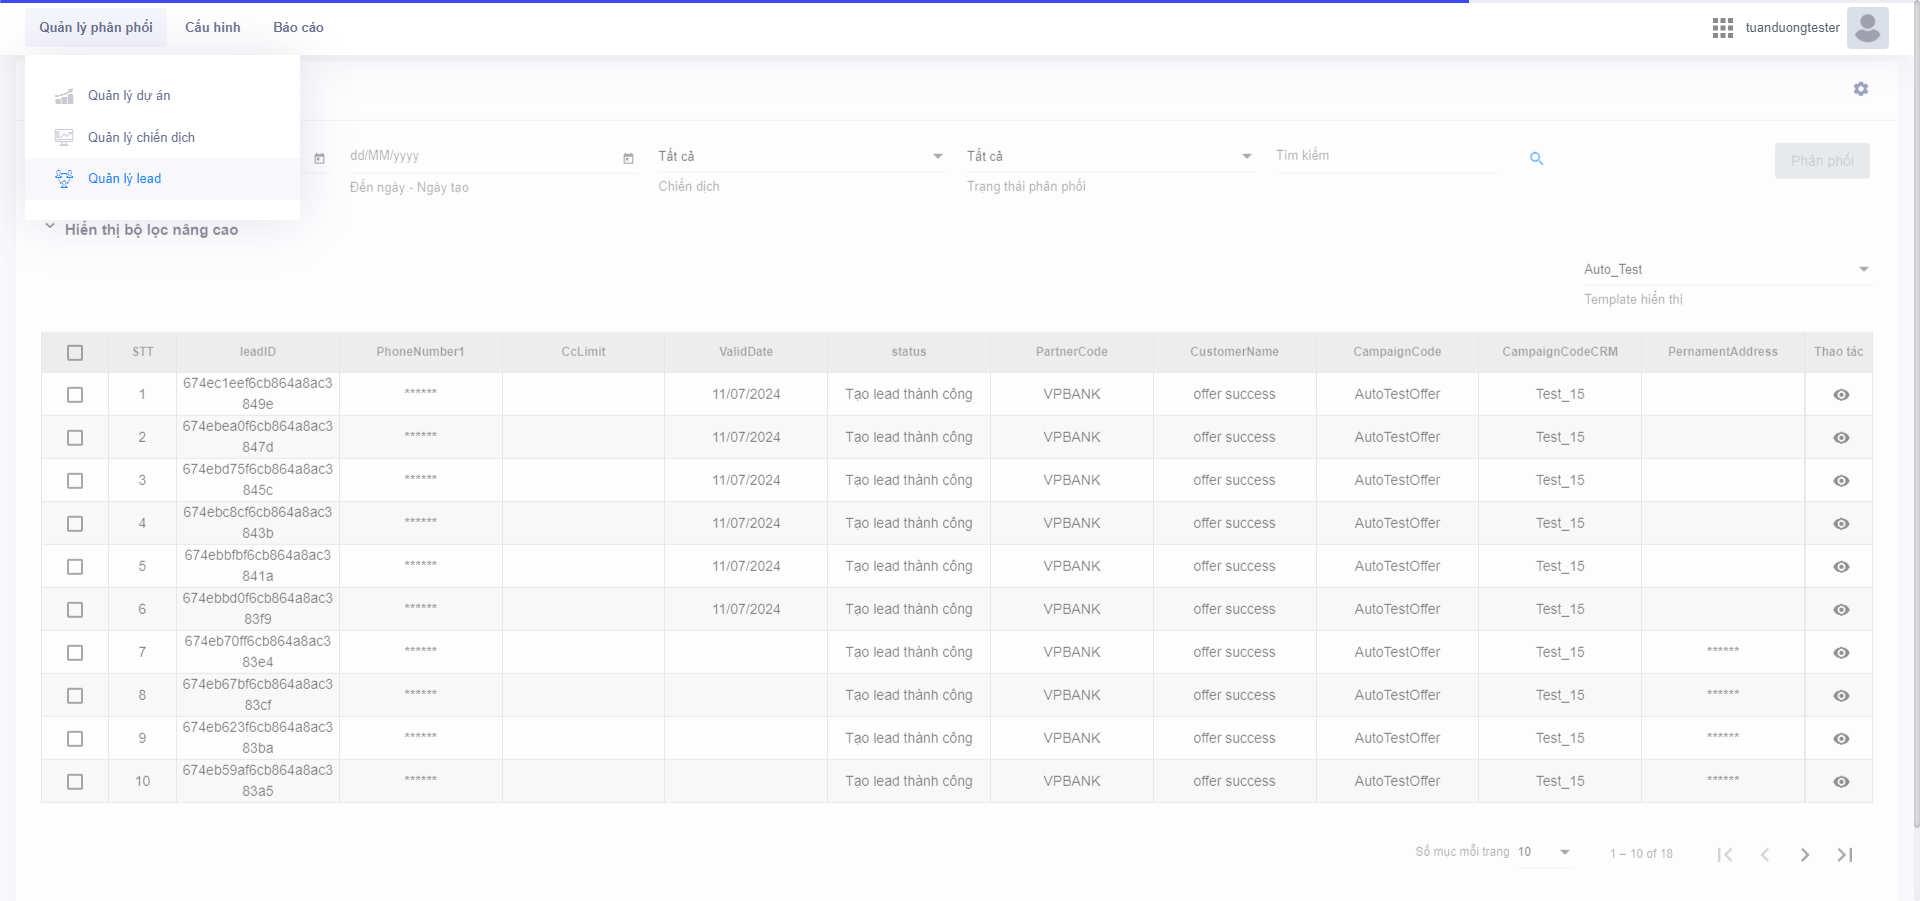 Quản lý phân phối Cấu hình Báo cáo tuanduongtester
Quản lý dự án
Quản lý chiến dịch
Quản lý lead
dd/MM/yyyy Tất cả Tất cả Tìm kiếm Phân phối
Đến ngày - Ngày tạo Chiến dịch Trạng thái phân phối
Hiển thị bộ lọc nâng cao
Auto_Test
Template hiển thị
STT leadID PhoneNumber1 CcLimit ValidDate status PartnerCode CustomerName CampaignCode CampaignCodeCRM PernamentAddress Thao tác
1 674ec1eef6cb864a8ac3849e ****** 11/07/2024 Tạo lead thành công VPBANK offer success AutoTestOffer Test_15
2 674ebea0f6cb864a8ac3847d ****** 11/07/2024 Tạo lead thành công VPBANK offer success AutoTestOffer Test_15
3 674ebd75f6cb864a8ac3845c ****** 11/07/2024 Tạo lead thành công VPBANK offer success AutoTestOffer Test_15
4 674ebc8cf6cb864a8ac3843b ****** 11/07/2024 Tạo lead thành công VPBANK offer success AutoTestOffer Test_15
5 674ebbfbf6cb864a8ac3841a ****** 11/07/2024 Tạo lead thành công VPBANK offer success AutoTestOffer Test_15
6 674ebbd0f6cb864a8ac383f9 ****** 11/07/2024 Tạo lead thành công VPBANK offer success AutoTestOffer Test_15
7 674eb70ff6cb864a8ac383e4 ****** Tạo lead thành công VPBANK offer success AutoTestOffer Test_15 ******
8 674eb67bf6cb864a8ac383cf ****** Tạo lead thành công VPBANK offer success AutoTestOffer Test_15 ******
9 674eb623f6cb864a8ac383ba ****** Tạo lead thành công VPBANK offer success AutoTestOffer Test_15 ******
10 674eb59af6cb864a8ac383a5 ****** Tạo lead thành công VPBANK offer success AutoTestOffer Test_15 ******
Số mục mỗi trang 10 1 – 10 of 18